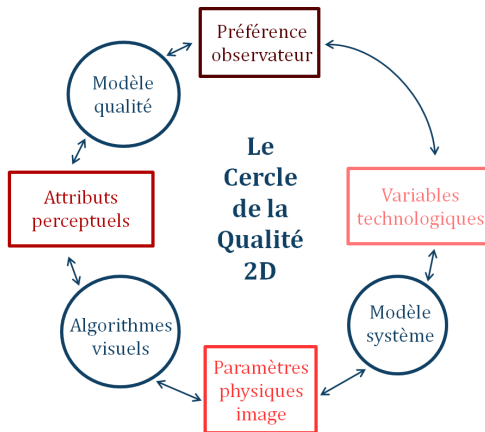 Préférence
observateur
Modèle
qualité
Le
Cercle
de la
Qualité
2D
Attributs
perceptuels
Variables
technologiques
Algorithmes
visuels
Modèle
système
Paramètres
physiques
image